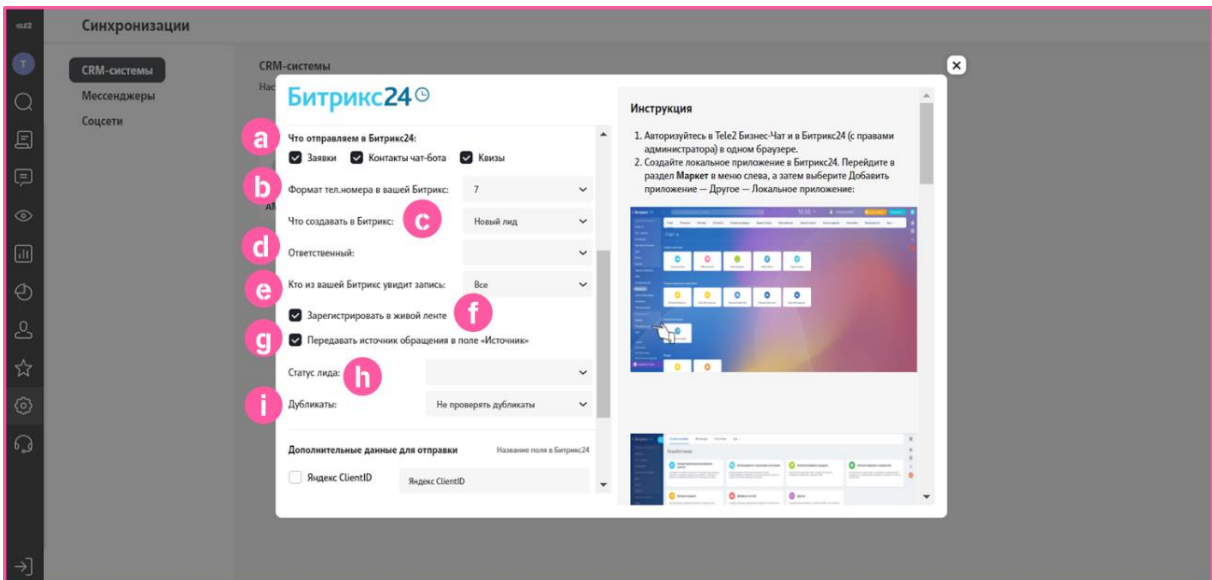 TELE2
Синхронизации
T
CRM-системы
Мессенджеры
Соцсети
CRM-системы
Нас
Битрикс24
a
Что отправляем в Битрикс24:
Заявки Контакты чат-бота Квизы
b
Формат тел.номера в вашей Битрикс: 7
Что создавать в Битрикс: c Новый лид
d
Ответственный:
e
Кто из вашей Битрикс увидит запись: Все
Зарегистрировать в живой ленте f
g
Передавать источник обращения в поле «Источник»
Статус лида: h
i
Дубликаты: Не проверять дубликаты
Дополнительные данные для отправки Название поля в Битрикс24
Яндекс ClientID Яндекс ClientID
Инструкция
1. Авторизуйтесь в Tele2 Бизнес-Чат и в Битрикс24 (с правами
администратора) в одном браузере.
2. Создайте локальное приложение в Битрикс24. Перейдите в
раздел Маркет в меню слева, а затем выберите Добавить
приложение — Другое — Локальное приложение: